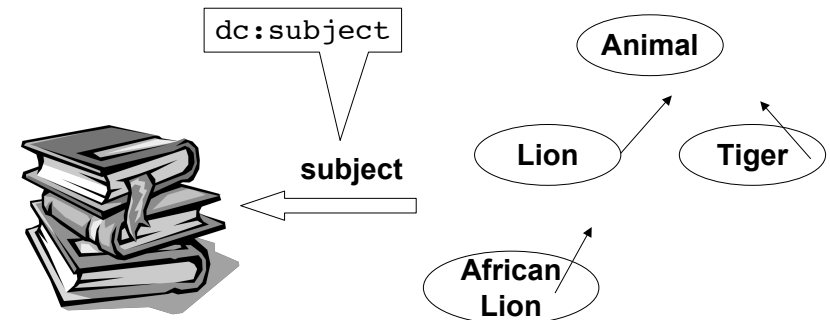 dc:subject
Animal
subject
Lion
Tiger
African
Lion